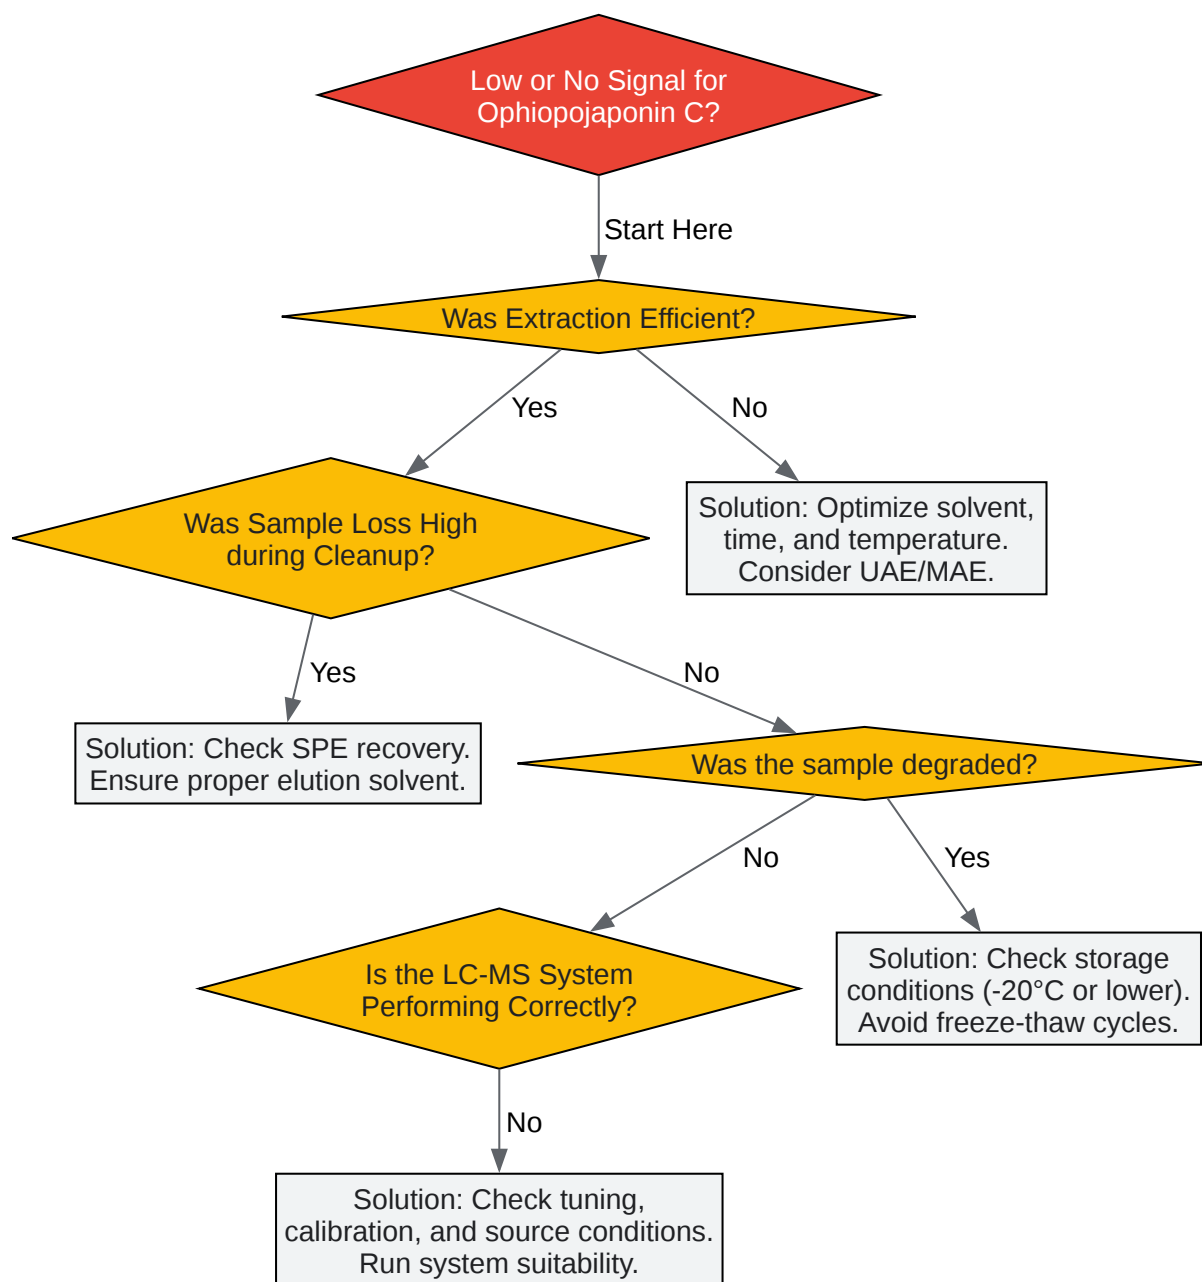 Low or No Signal for
Ophiopojaponin C?
Start Here
Was Extraction Efficient?
Yes
No
Was Sample Loss High
during Cleanup?
Solution: Optimize solvent,
time, and temperature.
Consider UAE/MAE.
Yes
No
Solution: Check SPE recovery.
Ensure proper elution solvent.
Was the sample degraded?
No
Yes
Is the LC-MS System
Performing Correctly?
Solution: Check storage
conditions (-20°C or lower).
Avoid freeze-thaw cycles.
No
Solution: Check tuning,
calibration, and source conditions.
Run system suitability.